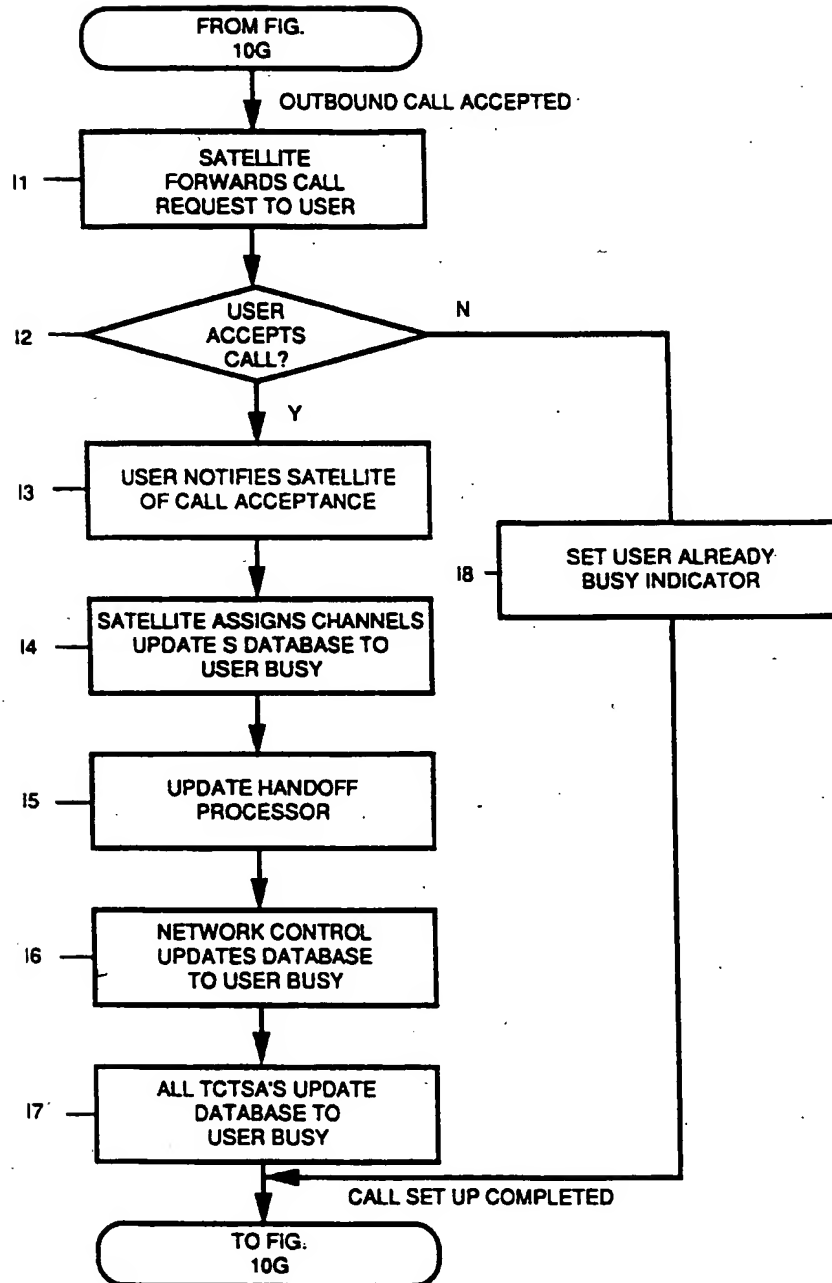 FROM FIG.
10G
OUTBOUND CALL ACCEPTED
I1
SATELLITE
FORWARDS CALL
REQUEST TO USER
I2
USER
ACCEPTS
CALL?
N
Y
I3
USER NOTIFIES SATELLITE
OF CALL ACCEPTANCE
I8
SET USER ALREADY
BUSY INDICATOR
I4
SATELLITE ASSIGNS CHANNELS
UPDATE S DATABASE TO
USER BUSY
I5
UPDATE HANDOFF
PROCESSOR
I6
NETWORK CONTROL
UPDATES DATABASE
TO USER BUSY
I7
ALL TCTSA'S UPDATE
DATABASE TO
USER BUSY
CALL SET UP COMPLETED
TO FIG.
10G